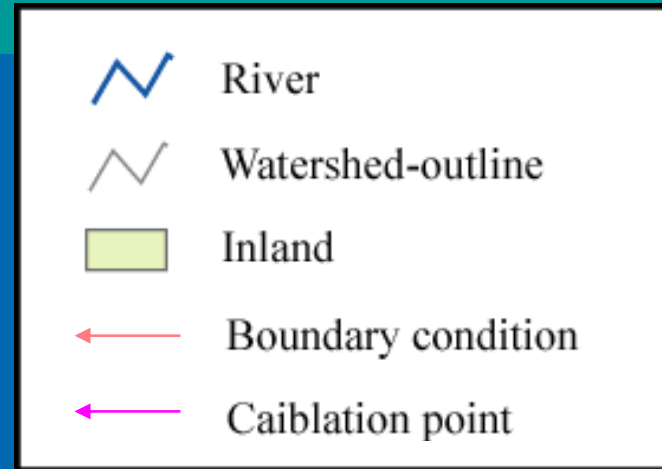 River
Watershed-outline
Inland
Boundary condition
Caiblation point